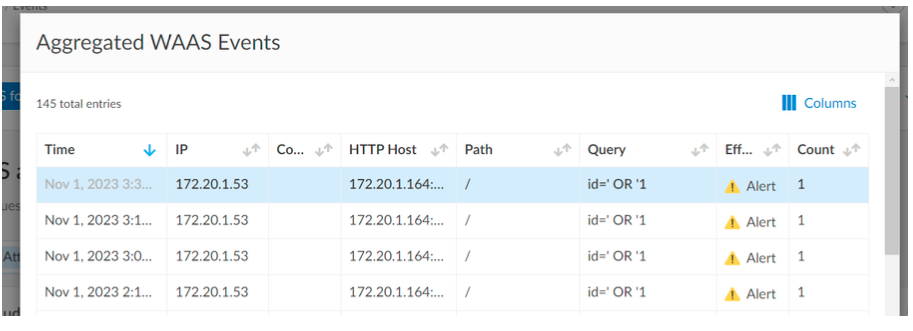 Events
Aggregated WAAS Events
145 total entries
Columns
Time IP Co... HTTP Host Path Query Eff... Count
Nov 1, 2023 3:3... 172.20.1.53 172.20.1.164:... / id=' OR '1 Alert 1
Nov 1, 2023 3:1... 172.20.1.53 172.20.1.164:... / id=' OR '1 Alert 1
Nov 1, 2023 3:0... 172.20.1.53 172.20.1.164:... / id=' OR '1 Alert 1
Nov 1, 2023 2:1... 172.20.1.53 172.20.1.164:... / id=' OR '1 Alert 1